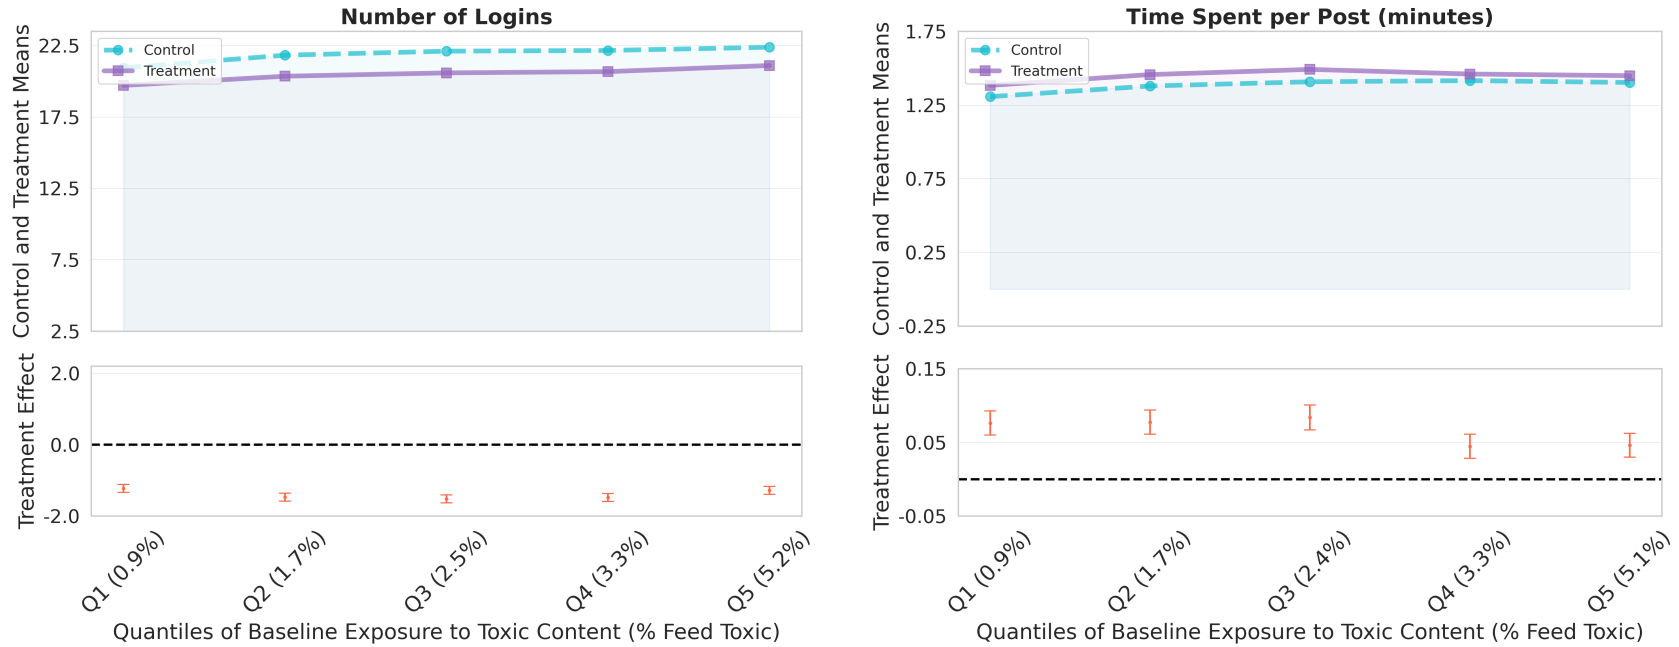 Number of Logins
Control and Treatment Means
22.5
17.5
12.5
7.5
2.5
Control
Treatment
Treatment Effect
2.0
0.0
-2.0
Q1 (0.9%)
Q2 (1.7%)
Q3 (2.5%)
Q4 (3.3%)
Q5 (5.2%)
Quantiles of Baseline Exposure to Toxic Content (% Feed Toxic)
Time Spent per Post (minutes)
Control and Treatment Means
1.75
1.25
0.75
0.25
-0.25
Control
Treatment
Treatment Effect
0.15
0.05
-0.05
Q1 (0.9%)
Q2 (1.7%)
Q3 (2.4%)
Q4 (3.3%)
Q5 (5.1%)
Quantiles of Baseline Exposure to Toxic Content (% Feed Toxic)